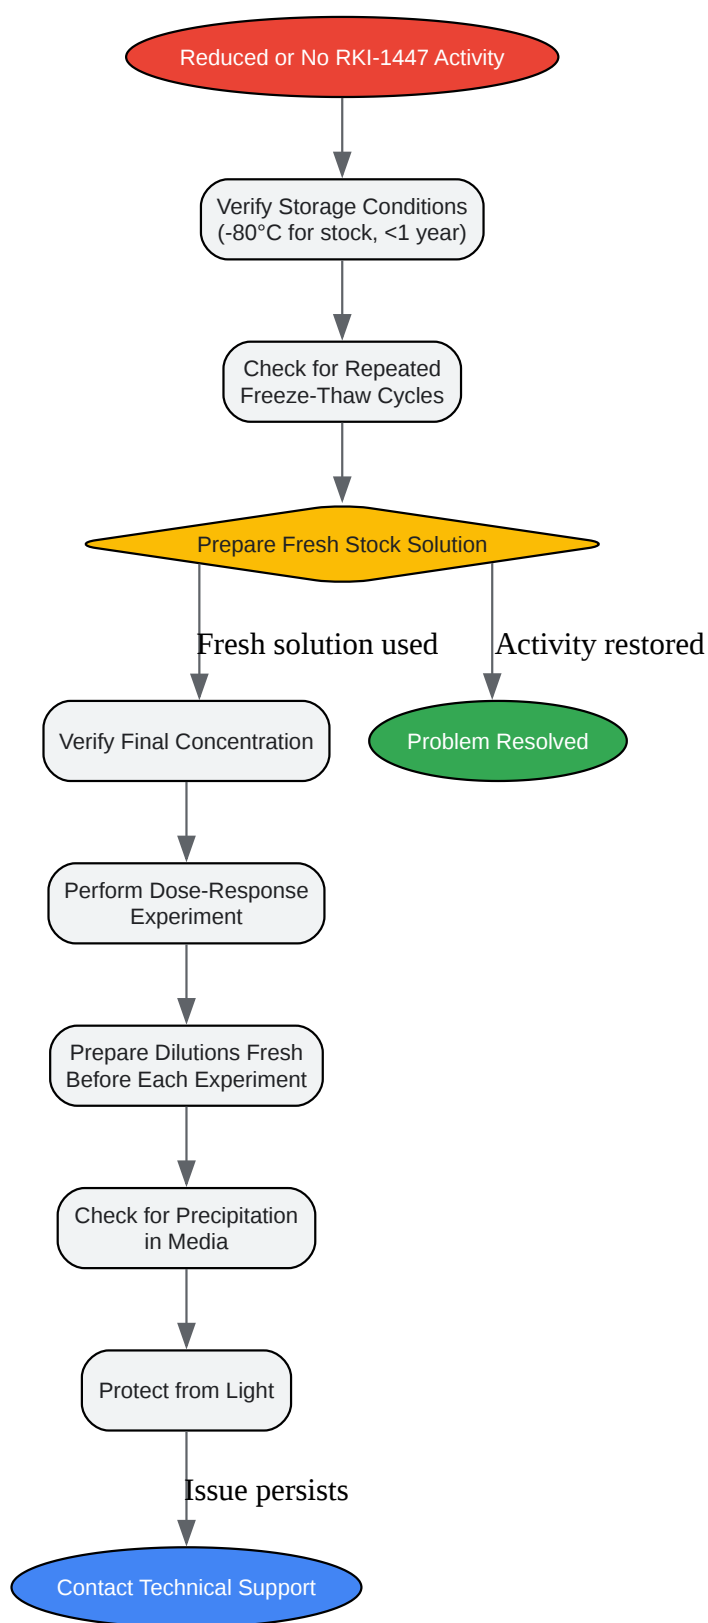 Reduced or No RKI-1447 Activity
Verify Storage Conditions
(-80°C for stock, <1 year)
Check for Repeated
Freeze-Thaw Cycles
Prepare Fresh Stock Solution
Fresh solution used
Activity restored
Verify Final Concentration
Problem Resolved
Perform Dose-Response
Experiment
Prepare Dilutions Fresh
Before Each Experiment
Check for Precipitation
in Media
Protect from Light
Issue persists
Contact Technical Support